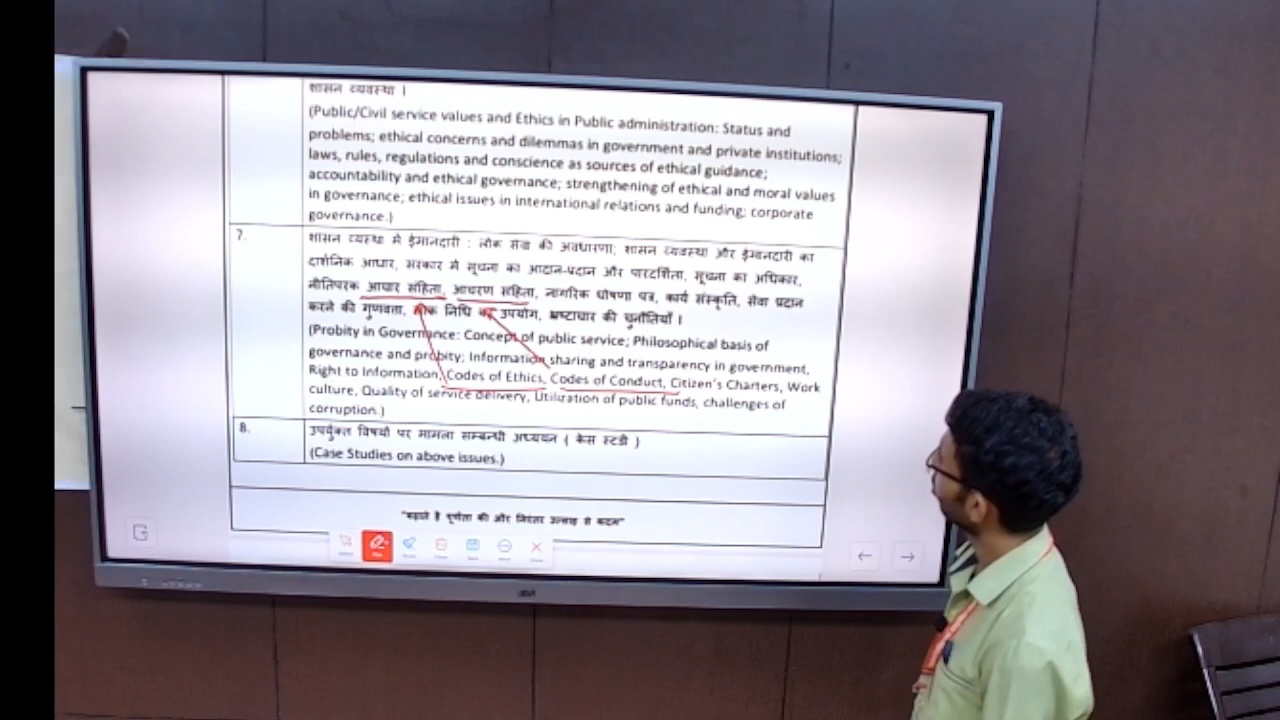 शासन व्यवस्था ।
(Public/Civil service values and Ethics in Public administration: Status and
problems; ethical concerns and dilemmas in government and private institutions;
laws, rules, regulations and conscience as sources of ethical guidance;
accountability and ethical governance; strengthening of ethical and moral values
in governance; ethical issues in international relations and funding; corporate
governance.)
7.
शासन व्यस्था में ईमानदारी : लोक सेवा की अवधारणा; शासन व्यवस्था और ईमानदारी का
दार्शनिक आधार, सरकार में सूचना का आदान-प्रदान और पारदर्शिता, सूचना का अधिकार,
नीतिपरक आचार संहिता, आचरण संहिता, नागरिक घोषणा पत्र, कार्य संस्कृति, सेवा प्रदान
करने की गुणवता, लोक निधि का उपयोग, भ्रष्टाचार की चुनौतियाँ ।
(Probity in Governance: Concept of public service; Philosophical basis of
governance and probity; Information sharing and transparency in government,
Right to Information, Codes of Ethics, Codes of Conduct, Citizen's Charters, Work
culture, Quality of service delivery, Utilization of public funds, challenges of
corruption.)
8.
उपर्युक्त विषयों पर मामला सम्बन्धी अध्ययन ( केस स्टडी )
(Case Studies on above issues.)
पूर्णता की और निरंतर उत्साह से कदम"